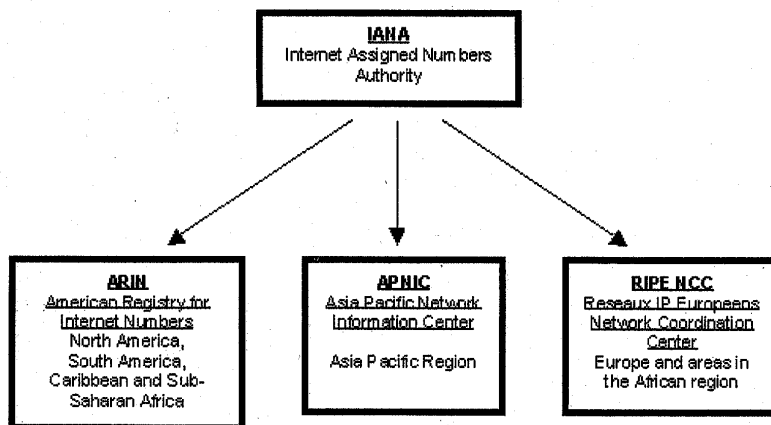 IANA
Internet Assigned Numbers
Authority
ARIN
American Registry for
Internet Numbers
North America,
South America,
Caribbean and Sub-
Saharan Africa
APNIC
Asia Pacific Network
Information Center
Asia Pacific Region
RIPE NCC
Reseaux IP Europeens
Network Coordination
Center
Europe and areas in
the African region